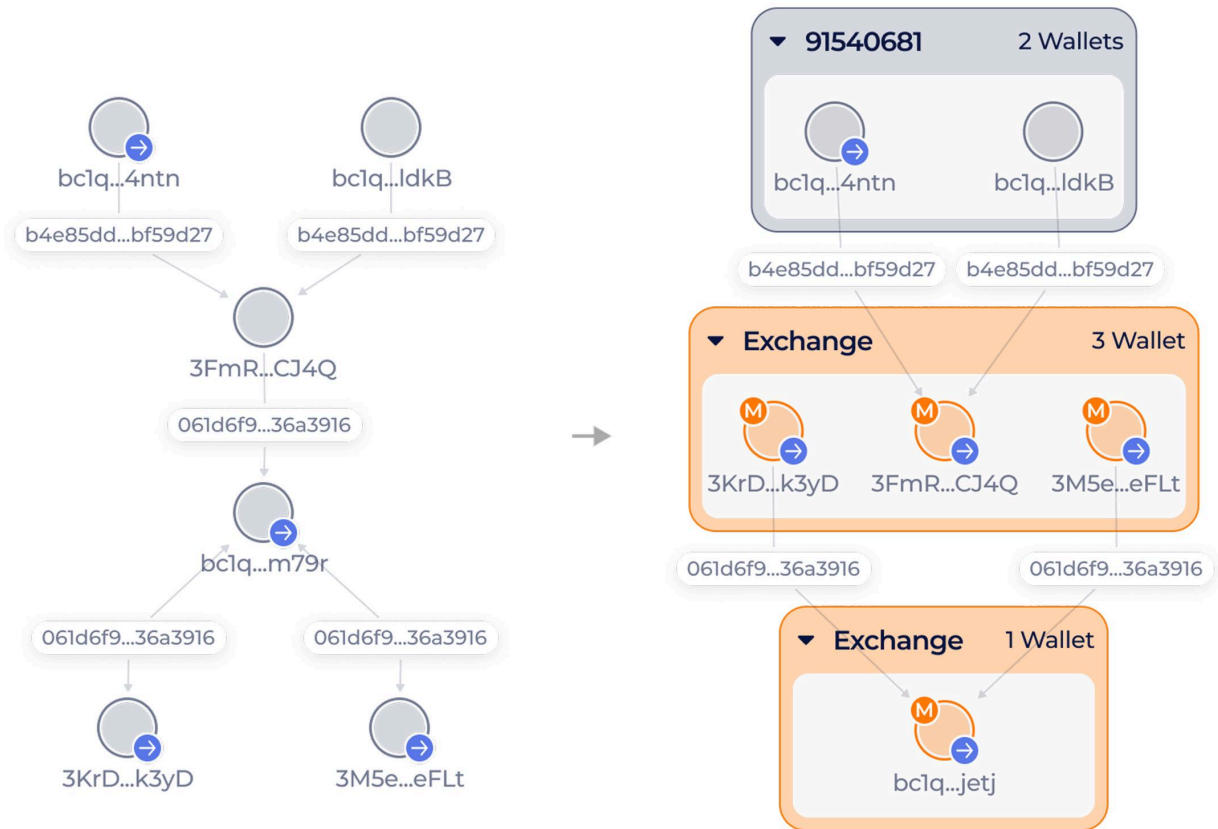 bc1q...4ntn
bc1q...ldkB
b4e85dd...bf59d27
b4e85dd...bf59d27
3FmR...CJ4Q
061d6f9...36a3916
bc1q...m79r
061d6f9...36a3916
061d6f9...36a3916
3KrD...k3yD
3M5e...eFLt
91540681
2 Wallets
bc1q...4ntn
bc1q...ldkB
b4e85dd...bf59d27
b4e85dd...bf59d27
Exchange
3 Wallet
M
M
M
3KrD...k3yD
3FmR...CJ4Q
3M5e...eFLt
061d6f9...36a3916
061d6f9...36a3916
Exchange
1 Wallet
M
bc1q...jetj